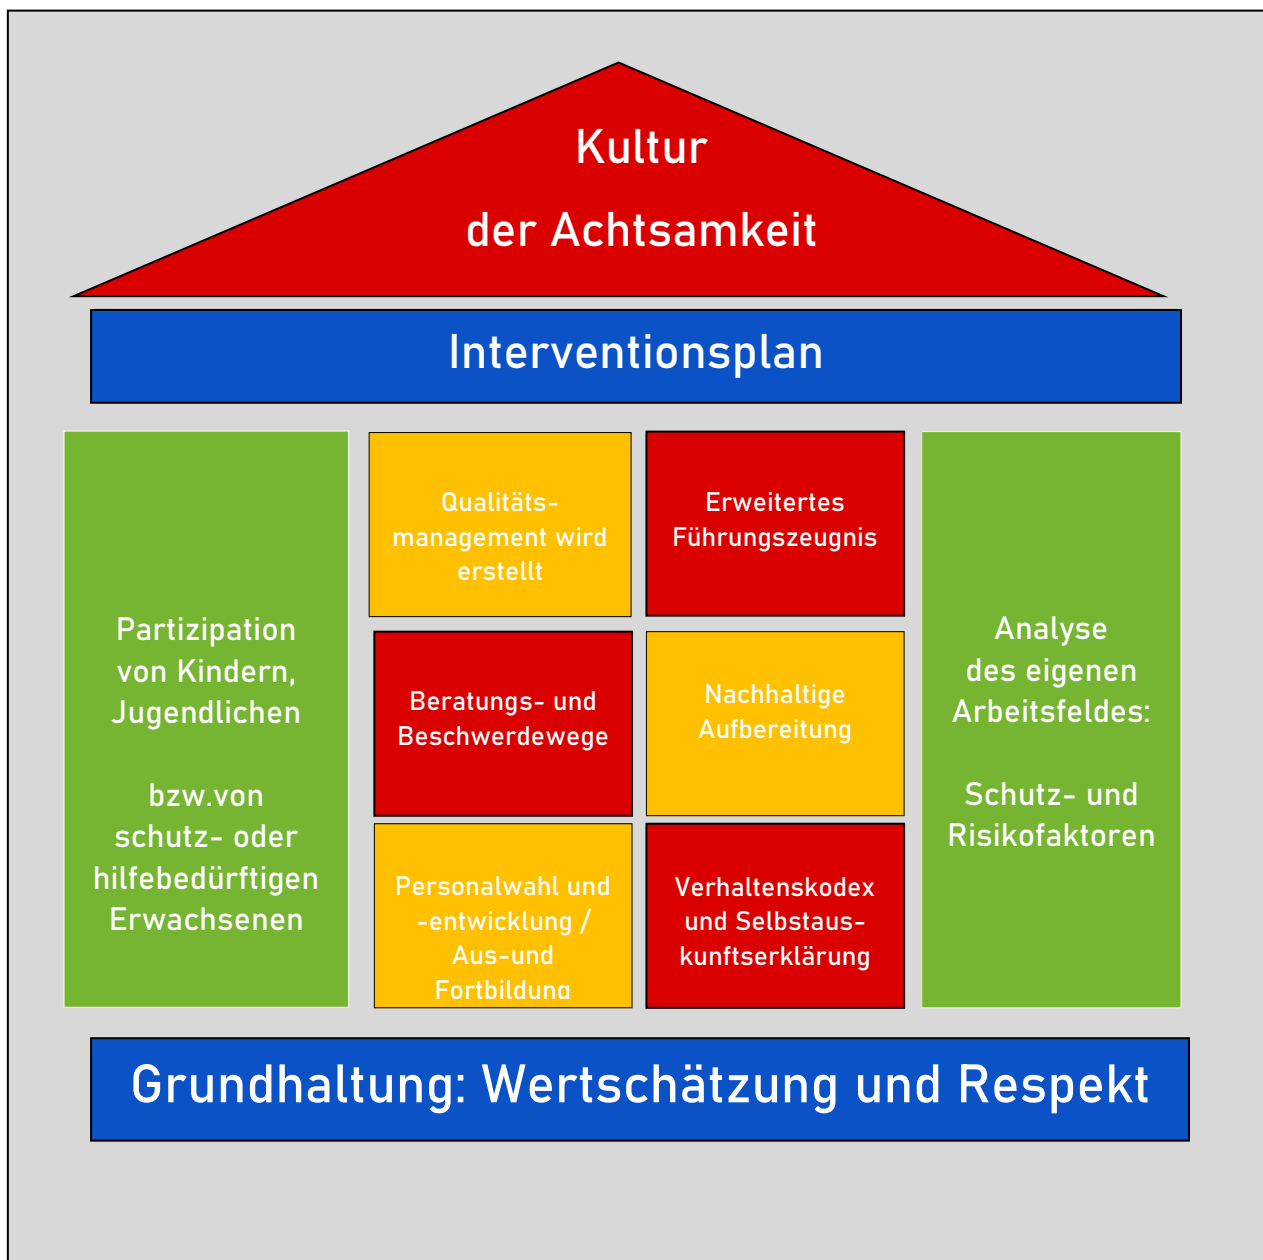 Kultur
der Achtsamkeit
Interventionsplan
Partizipation
von Kindern,
Jugendlichen
bzw.von
schutz- oder
hilfebedürftigen
Erwachsenen
Qualitäts-
management wird
erstellt
Erweitertes
Führungszeugnis
Beratungs- und
Beschwerdewege
Nachhaltige
Aufbereitung
Personalwahl und
-entwicklung /
Aus-und
Fortbildung
Verhaltenskodex
und Selbstaus-
kunftserklärung
Analyse
des eigenen
Arbeitsfeldes:
Schutz- und
Risikofaktoren
Grundhaltung: Wertschätzung und Respekt